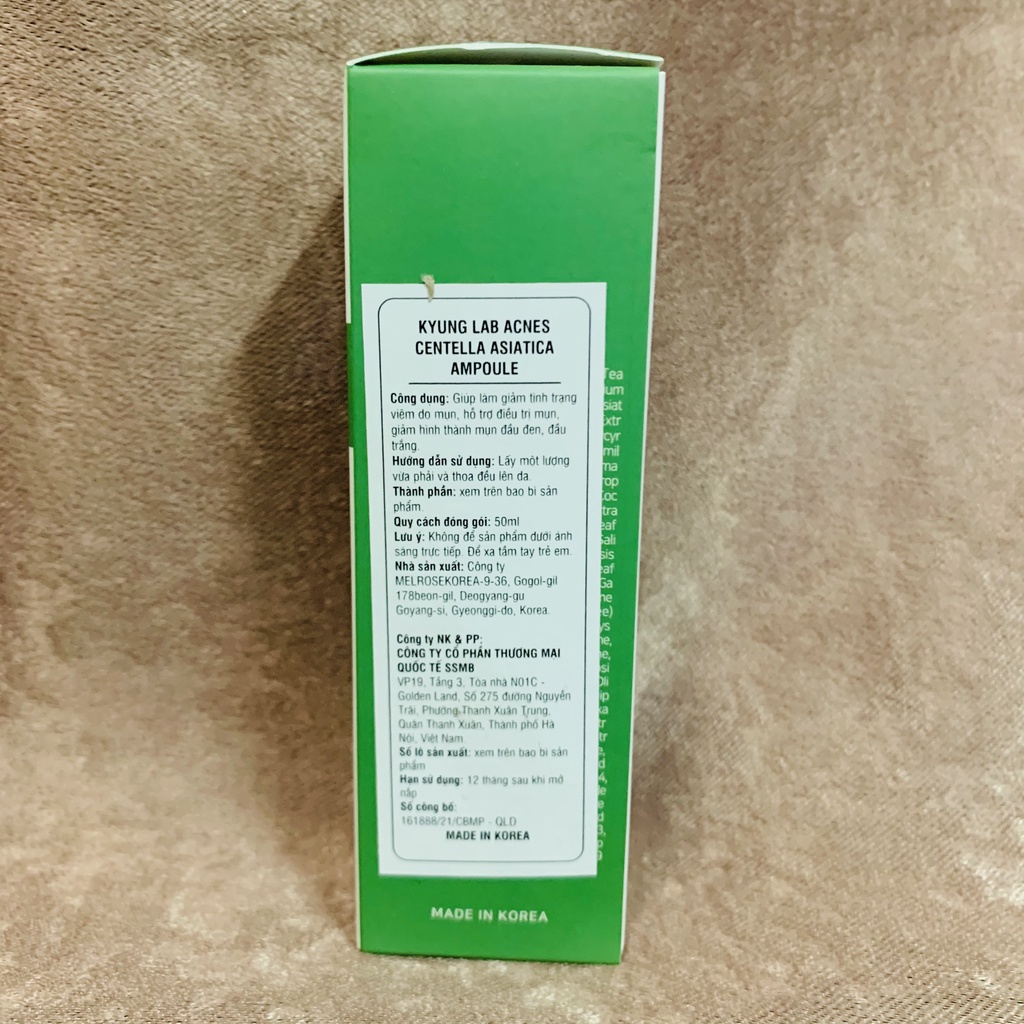 KYUNG LAB ACNES
CENTELLA ASIATICA
AMPOULE
Công dụng: Giúp làm giảm tình trạng
viêm do mụn, hỗ trợ điều trị mụn,
giảm hình thành mụn đầu đen, đầu
trắng.
Hướng dẫn sử dụng: Lấy một lượng
vừa phải và thoa đều lên da.
Thành phần: xem trên bao bì sản
phẩm.
Quy cách đóng gói: 50ml
Lưu ý: Không để sản phẩm dưới ánh
sáng trực tiếp. Để xa tầm tay trẻ em.
Nhà sản xuất: Công ty
MELROSEKOREA-9-36, Gogol-gil
178beon-gil, Deogyang-gu
Goyang-si, Gyeonggi-do, Korea.
Công ty NK & PP:
CÔNG TY CỔ PHẦN THƯƠNG MẠI
QUỐC TẾ SSMB
VP19, Tầng 3, Tòa nhà N01C -
Golden Land, Số 275 đường Nguyễn
Trãi, Phường Thanh Xuân Trung,
Quận Thanh Xuân, Thành phố Hà
Nội, Việt Nam
Số lô sản xuất: xem trên bao bì sản
phẩm
Hạn sử dụng: 12 tháng sau khi mở
nắp
Số công bố:
161888/21/CBMP - QLD
MADE IN KOREA
Tea
MADE IN KOREA